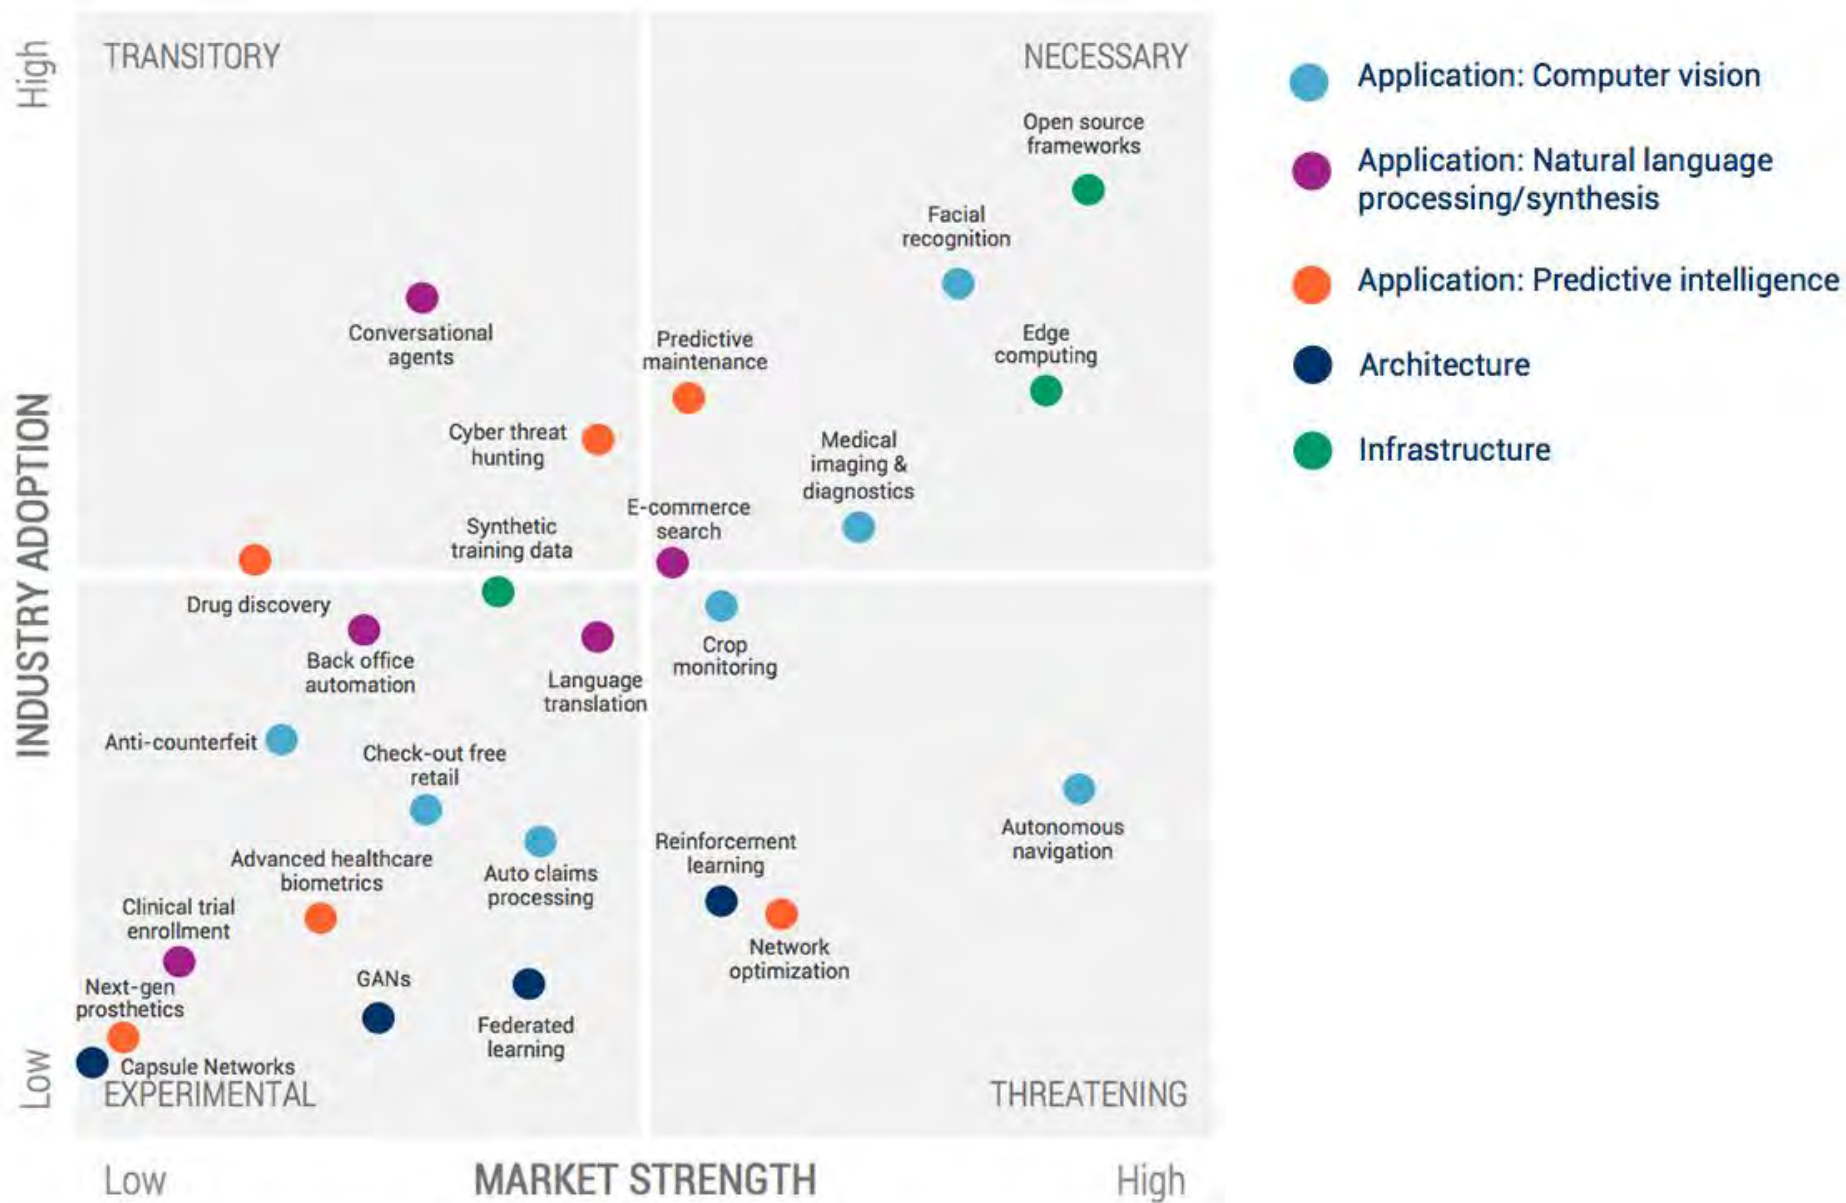 High
TRANSITORY
NECESSARY
Open source
frameworks
Facial
recognition
Conversational
agents
Predictive
maintenance
Edge
computing
Cyber threat
hunting
Medical
imaging &
diagnostics
E-commerce
search
Synthetic
training data
INDUSTRY ADOPTION
Drug discovery
Back office
automation
Language
translation
Crop
monitoring
Anti-counterfeit
Check-out free
retail
Autonomous
navigation
Reinforcement
learning
Advanced healthcare
biometrics
Auto claims
processing
Clinical trial
enrollment
Network
optimization
Next-gen
prosthetics
GANs
Federated
learning
Capsule Networks
Low
EXPERIMENTAL
THREATENING
Low
MARKET STRENGTH
High
Application: Computer vision
Application: Natural language
processing/synthesis
Application: Predictive intelligence
Architecture
Infrastructure